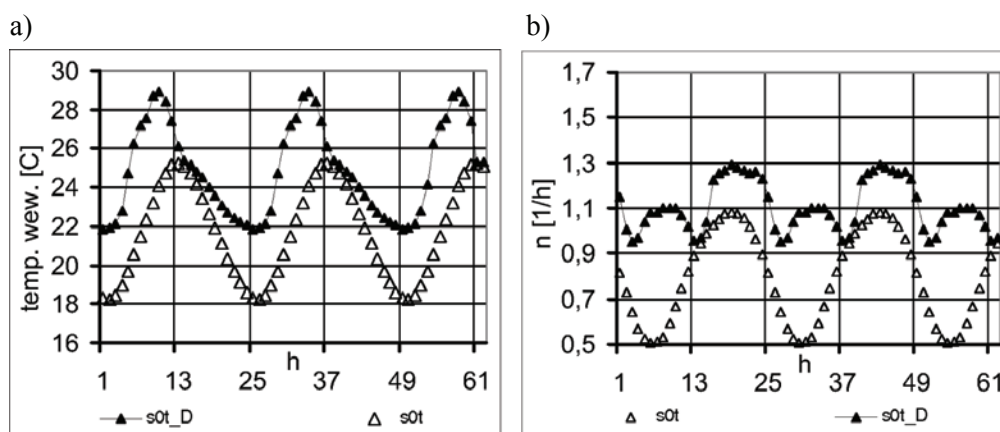 a)
b)
30
28
26
24
22
20
18
16
temp. wew. [C]
1 13 25 37 49 61
h
s0t_D s0t
1,7
1,5
1,3
1,1
0,9
0,7
0,5
n [1/h]
1 13 25 37 49 61
h
s0t s0t_D